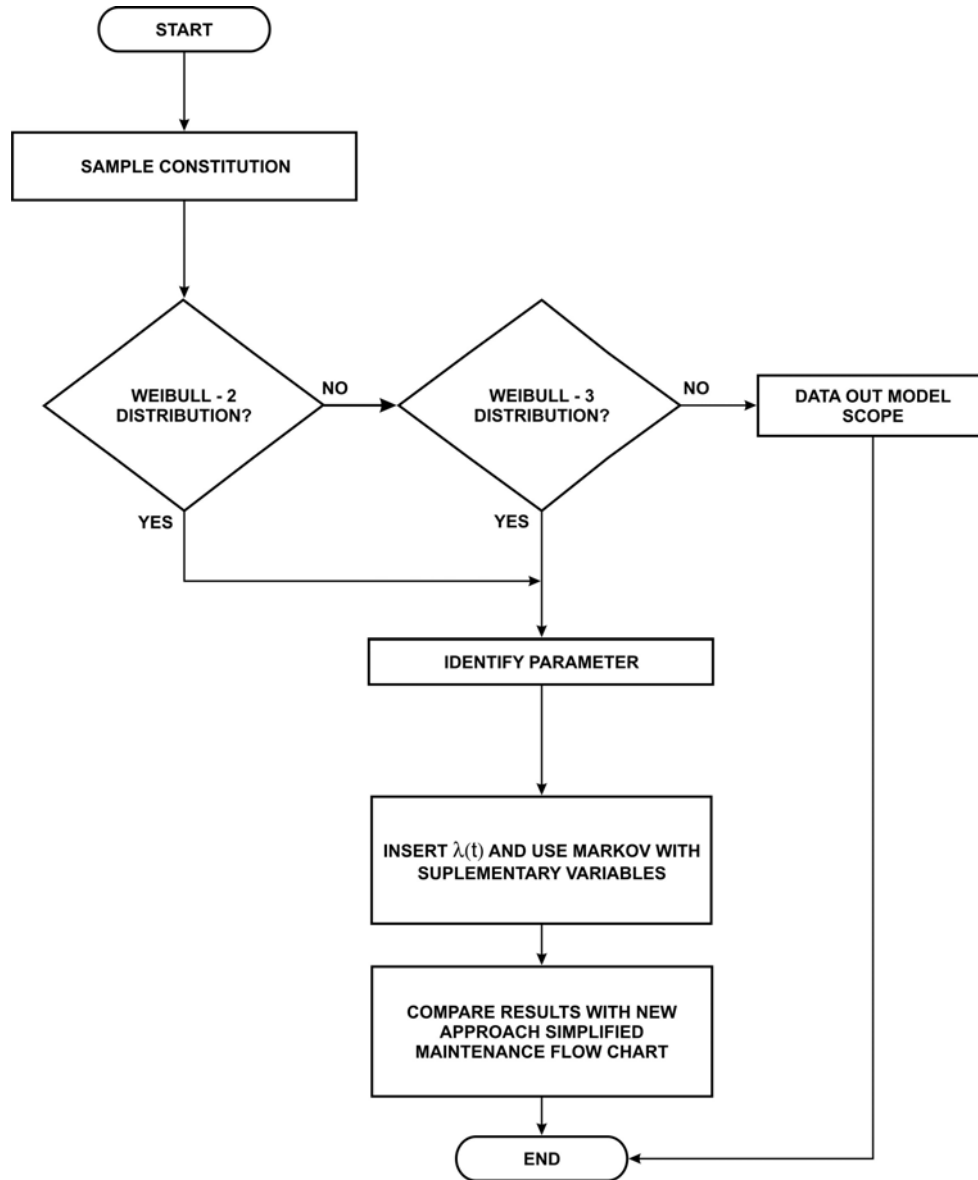 START
SAMPLE CONSTITUTION
WEIBULL - 2
DISTRIBUTION?
NO
WEIBULL - 3
DISTRIBUTION?
NO
DATA OUT MODEL
SCOPE
YES
YES
IDENTIFY PARAMETER
INSERT λ(t) AND USE MARKOV WITH
SUPLEMENTARY VARIABLES
COMPARE RESULTS WITH NEW
APPROACH SIMPLIFIED
MAINTENANCE FLOW CHART
END